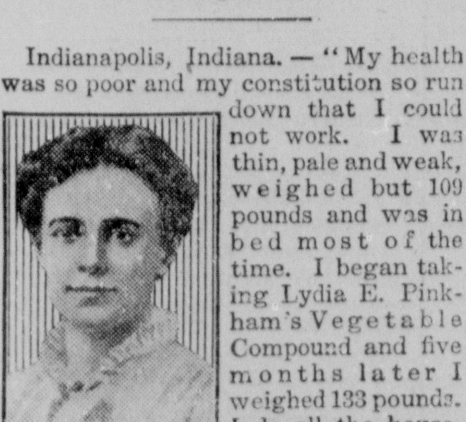 Indianapolis, Indiana. — "My health
was so poor and my constitution so run
down that I could
not work. I was
thin, pale and weak,
weighed but 109
pounds and was in
bed most of the
time. I began tak-
ing Lydia E. Pink-
ham's Vegetable
Compound and five
months later I
weighed 133 pounds.